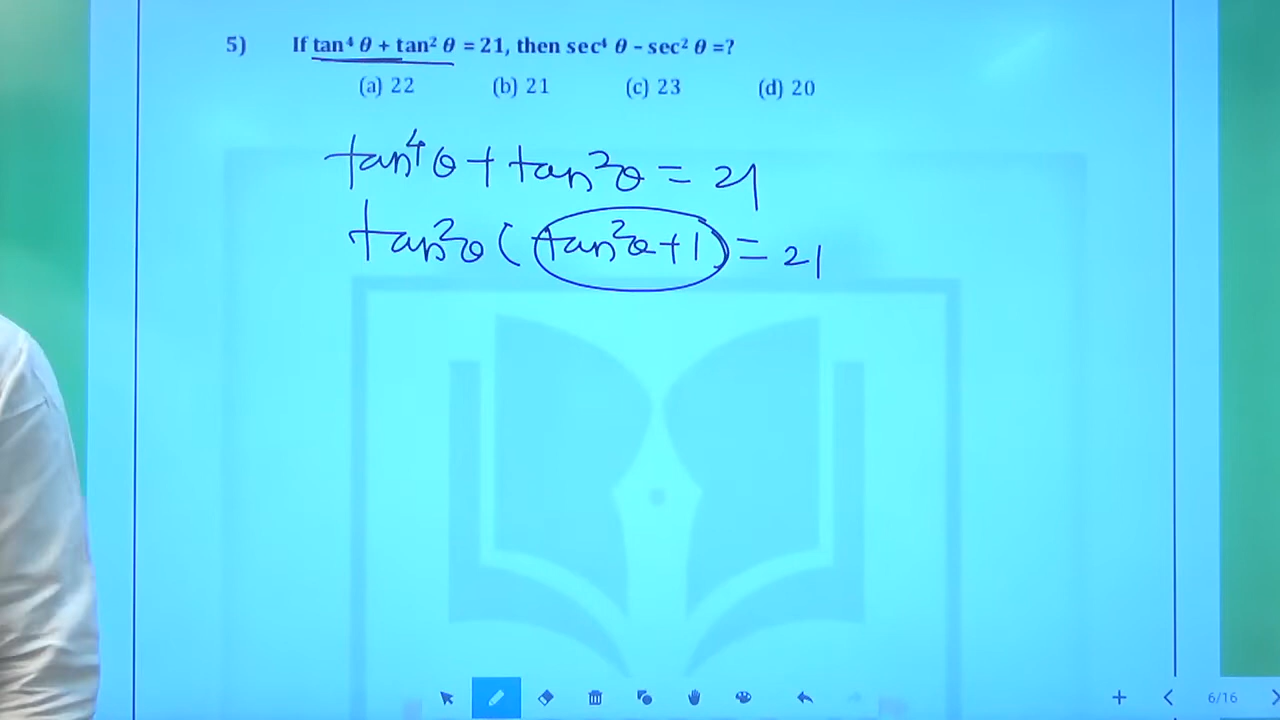 5) If tan⁴ θ + tan² θ = 21, then sec⁴ θ – sec² θ =?
(a) 22 (b) 21 (c) 23 (d) 20
tan⁴θ + tan²θ = 21
tan²θ (tan²θ+1) = 21
6/16